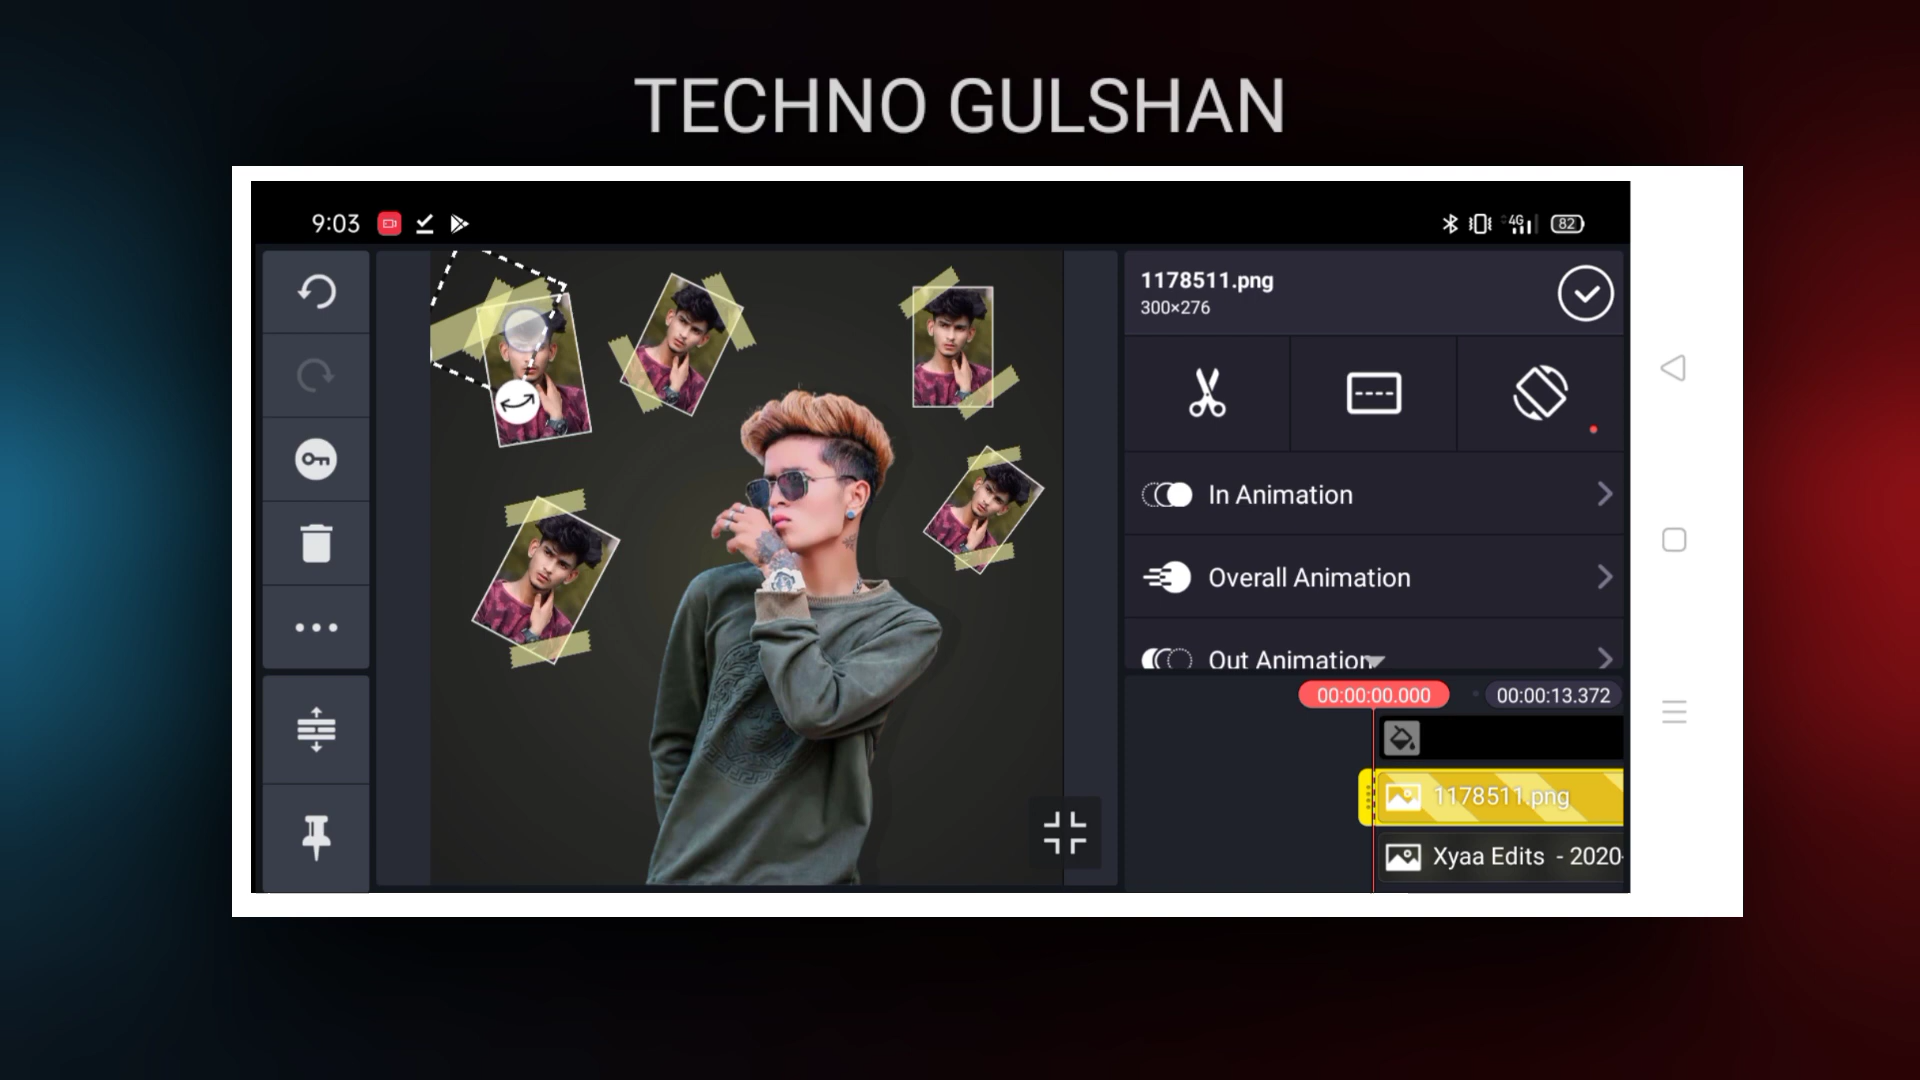 TECHNO GULSHAN
9:03
4G
82
1178511.png
300×276
In Animation
Overall Animation
Out Animation
00:00:00.000
00:00:13.372
1178511.png
Xyaa Edits - 2020-